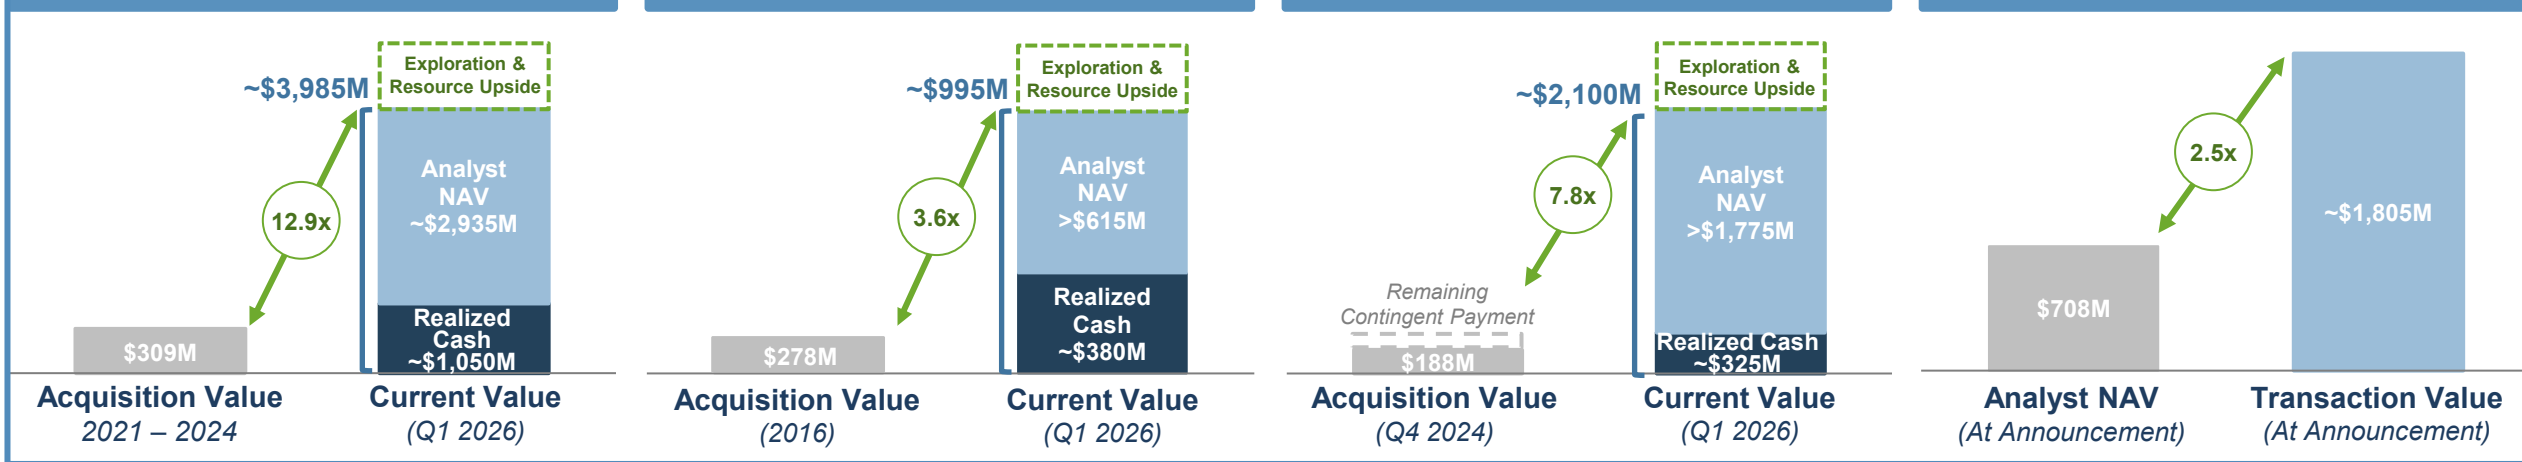 Exploration &
Resource Upside
~$3,985M
Analyst
NAV
~$2,935M
12.9x
Realized
Cash
~$1,050M
$309M
Acquisition Value
2021 – 2024
Current Value
(Q1 2026)
Exploration &
Resource Upside
~$995M
Analyst
NAV
>$615M
3.6x
Realized
Cash
~$380M
$278M
Acquisition Value
(2016)
Current Value
(Q1 2026)
Exploration &
Resource Upside
~$2,100M
Analyst
NAV
>$1,775M
7.8x
Remaining
Contingent Payment
Realized Cash
~$325M
$188M
Acquisition Value
(Q4 2024)
Current Value
(Q1 2026)
2.5x
~$1,805M
$708M
Analyst NAV
(At Announcement)
Transaction Value
(At Announcement)